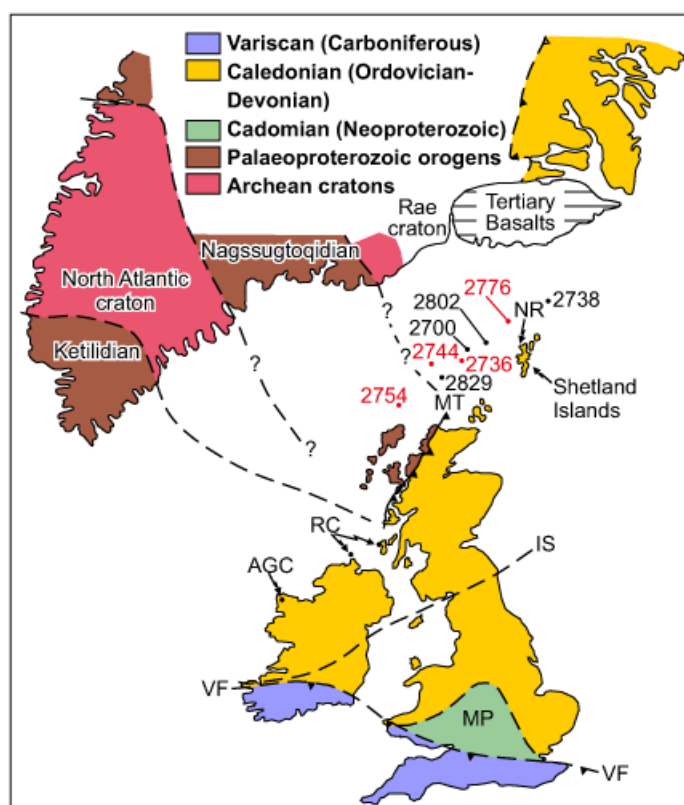 Variscan (Carboniferous)
Caledonian (Ordovician-
Devonian)
Cadomian (Neoproterozoic)
Palaeoproterozoic orogens
Archean cratons
Rae
craton
Tertiary
Basalts
Nagssugtoqidian
North Atlantic
craton
Ketilidian
2776
2802
NR
2738
2700
?
?
2744
2736
2829
Shetland
Islands
2754
MT
?
RC
IS
AGC
VF
MP
VF